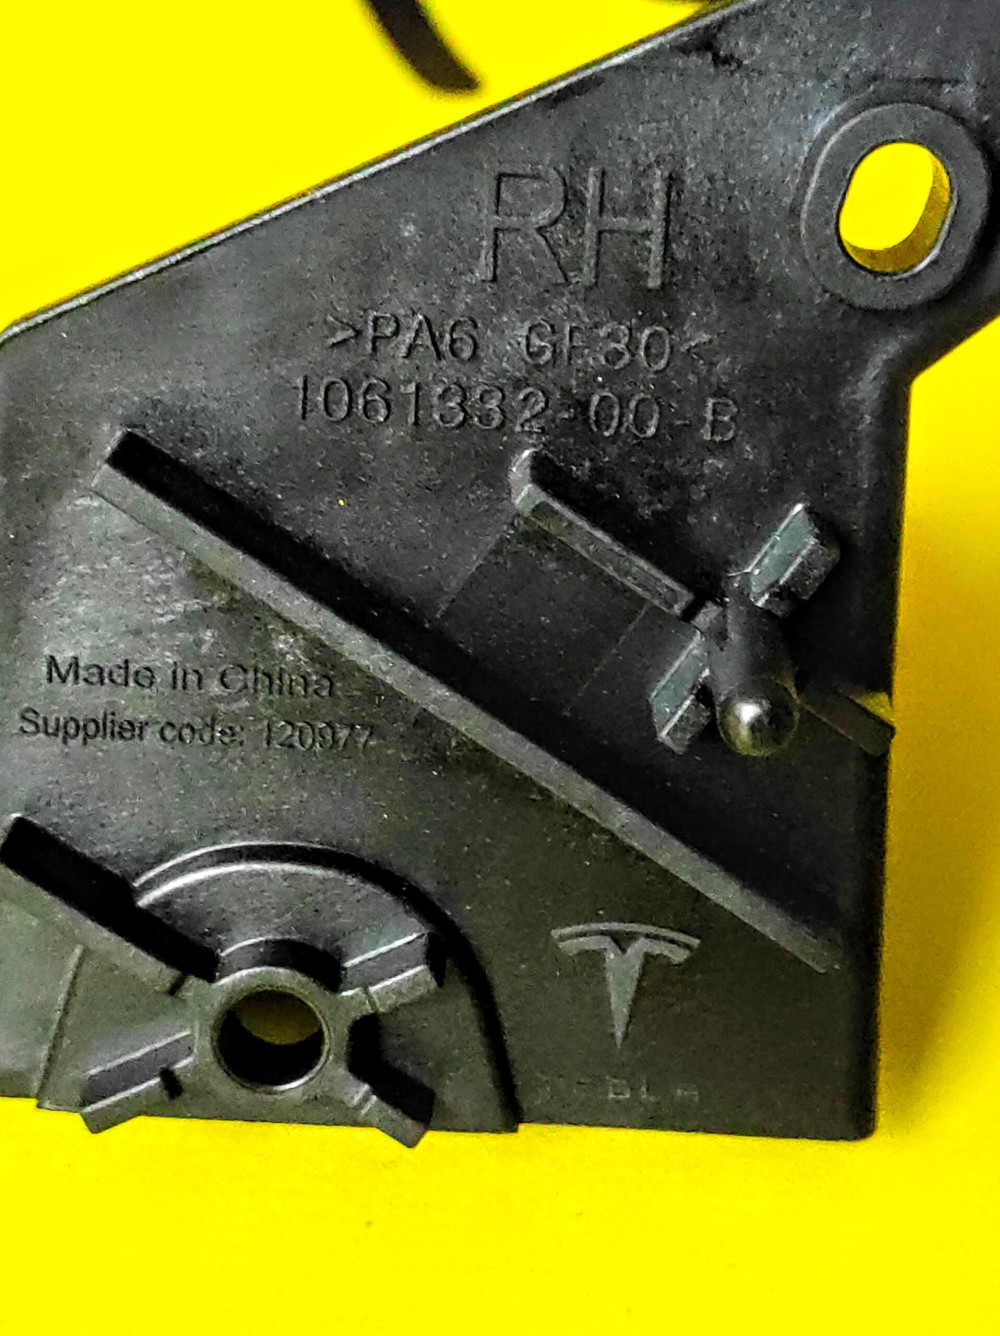 RH
>PA6 GF30<
1061332-00-B
Made in China
Supplier code: 120977